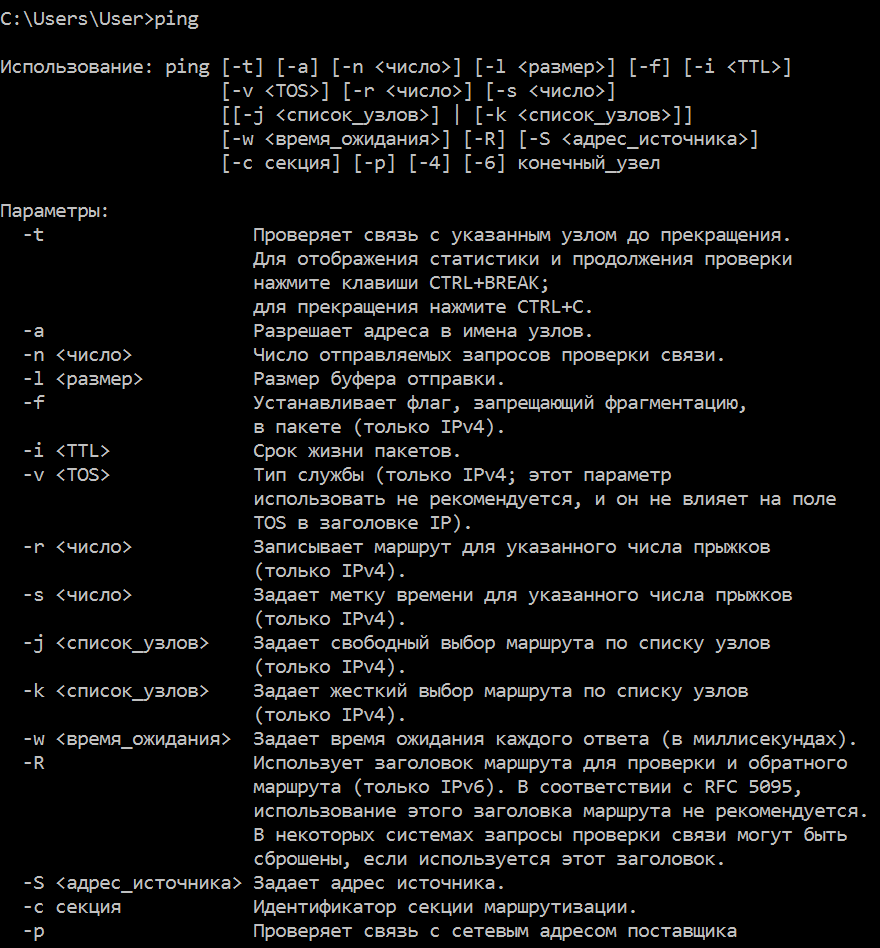 C:\Users\User>ping
Использование: ping [-t] [-a] [-n <число>] [-l <размер>] [-f] [-i <TTL>]
[-v <TOS>] [-r <число>] [-s <число>]
[[-j <список_узлов>] | [-k <список_узлов>]]
[-w <время_ожидания>] [-R] [-S <адрес_источника>]
[-c секция] [-p] [-4] [-6] конечный_узел
Параметры:
-t Проверяет связь с указанным узлом до прекращения.
Для отображения статистики и продолжения проверки
нажмите клавиши CTRL+BREAK;
для прекращения нажмите CTRL+C.
-a Разрешает адреса в имена узлов.
-n <число> Число отправляемых запросов проверки связи.
-l <размер> Размер буфера отправки.
-f Устанавливает флаг, запрещающий фрагментацию,
в пакете (только IPv4).
-i <TTL> Срок жизни пакетов.
-v <TOS> Тип службы (только IPv4; этот параметр
использовать не рекомендуется, и он не влияет на поле
TOS в заголовке IP).
-r <число> Записывает маршрут для указанного числа прыжков
(только IPv4).
-s <число> Задает метку времени для указанного числа прыжков
(только IPv4).
-j <список_узлов> Задает свободный выбор маршрута по списку узлов
(только IPv4).
-k <список_узлов> Задает жесткий выбор маршрута по списку узлов
(только IPv4).
-w <время_ожидания> Задает время ожидания каждого ответа (в миллисекундах).
-R Использует заголовок маршрута для проверки и обратного
маршрута (только IPv6). В соответствии с RFC 5095,
использование этого заголовка маршрута не рекомендуется.
В некоторых системах запросы проверки связи могут быть
сброшены, если используется этот заголовок.
-S <адрес_источника> Задает адрес источника.
-c секция Идентификатор секции маршрутизации.
-p Проверяет связь с сетевым адресом поставщика